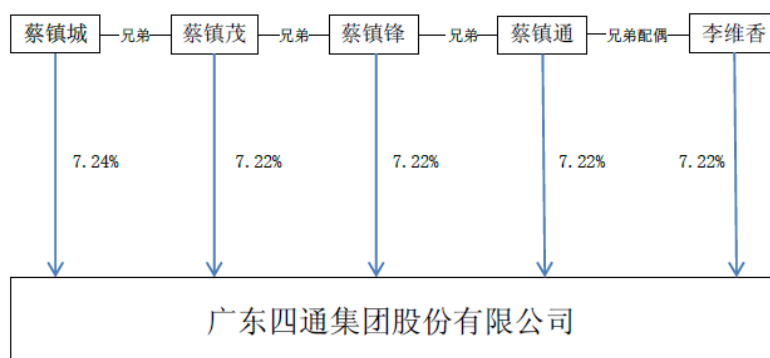 蔡镇城 兄弟 蔡镇茂 兄弟 蔡镇锋 兄弟 蔡镇通 兄弟配偶 李维香
7.24% 7.22% 7.22% 7.22% 7.22%
广东四通集团股份有限公司